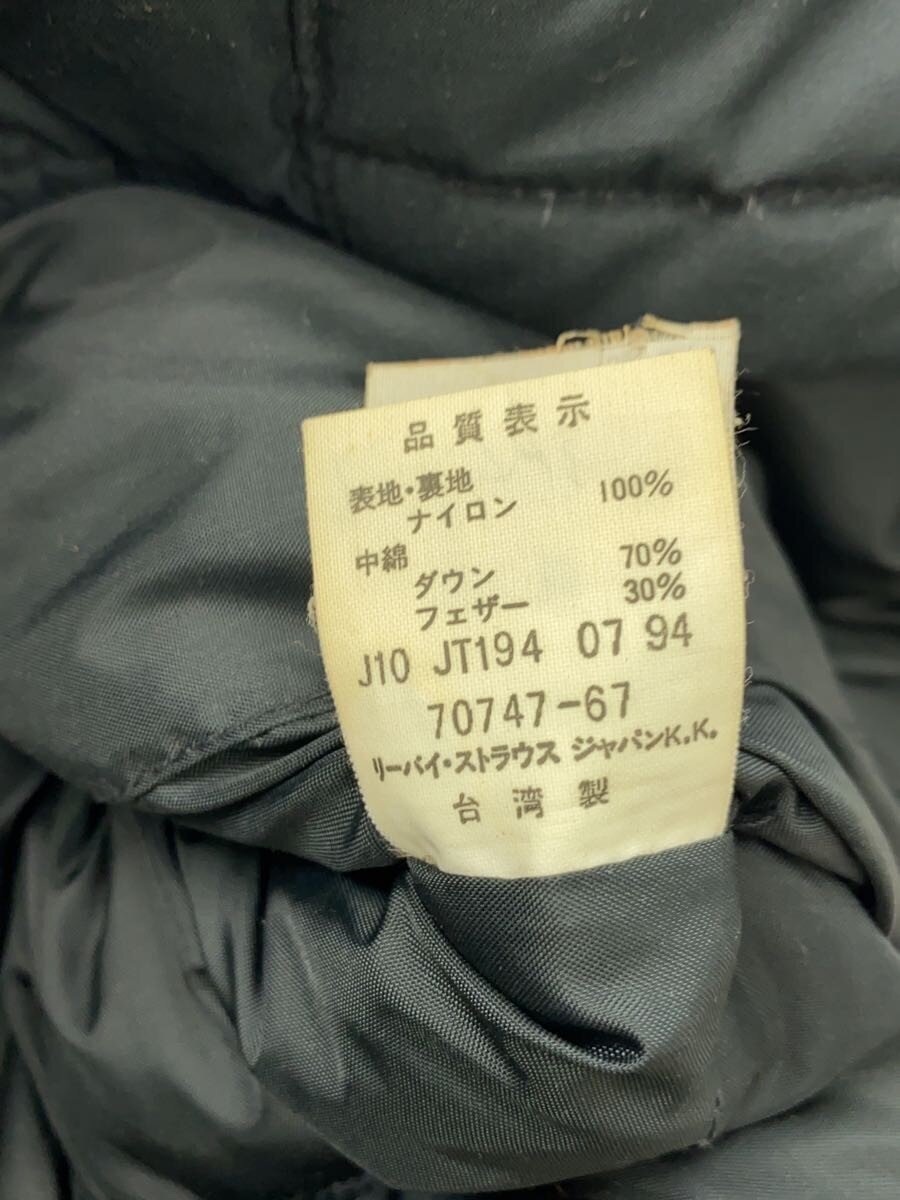 品質表示
表地・裏地 100%
ナイロン
中綿
ダウン 70%
フェザー 30%
J10 JT194 07 94
70747-67
リーバイ・ストラウス ジャパンK.K.
台湾製